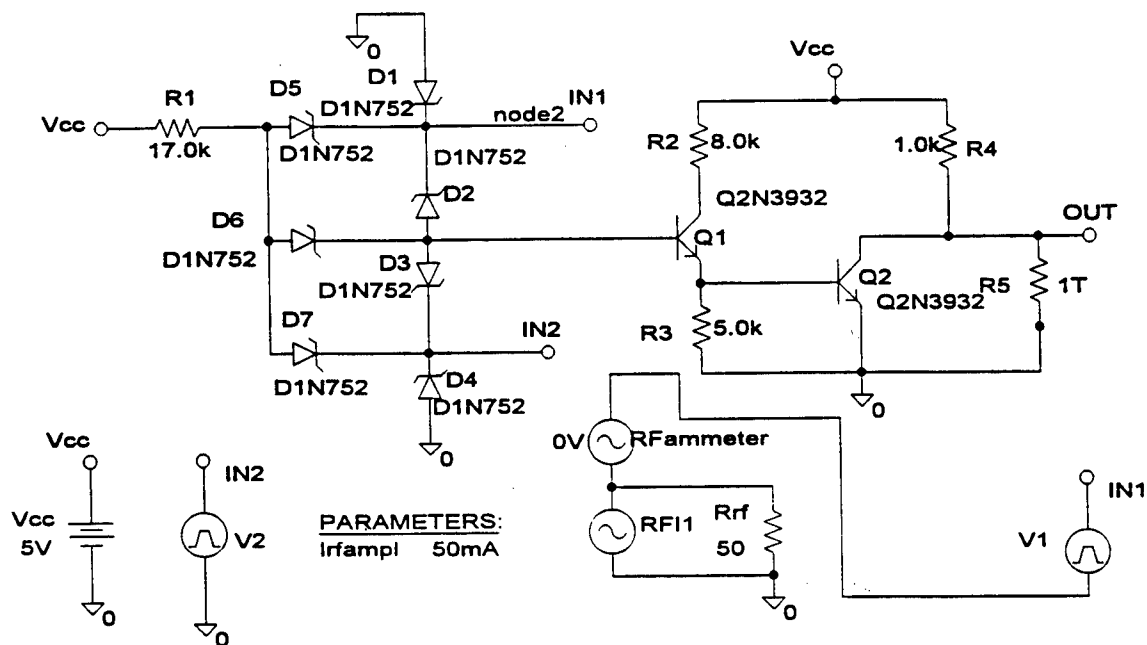 0
Vcc
D1
D5
R1
D1N752
IN1
Vcc
node2
17.0k
D1N752
D1N752
R2
8.0k
1.0k
R4
D2
Q2N3932
D6
OUT
Q1
D1N752
D3
D1N752
Q2
R5
1T
Q2N3932
D7
IN2
R3
5.0k
D1N752
D4
D1N752
0
0
Vcc
0V
RFammeter
IN2
IN1
Vcc
5V
V2
PARAMETERS:
Irfampl 50mA
RFI1
Rrf
50
V1
0
0
0